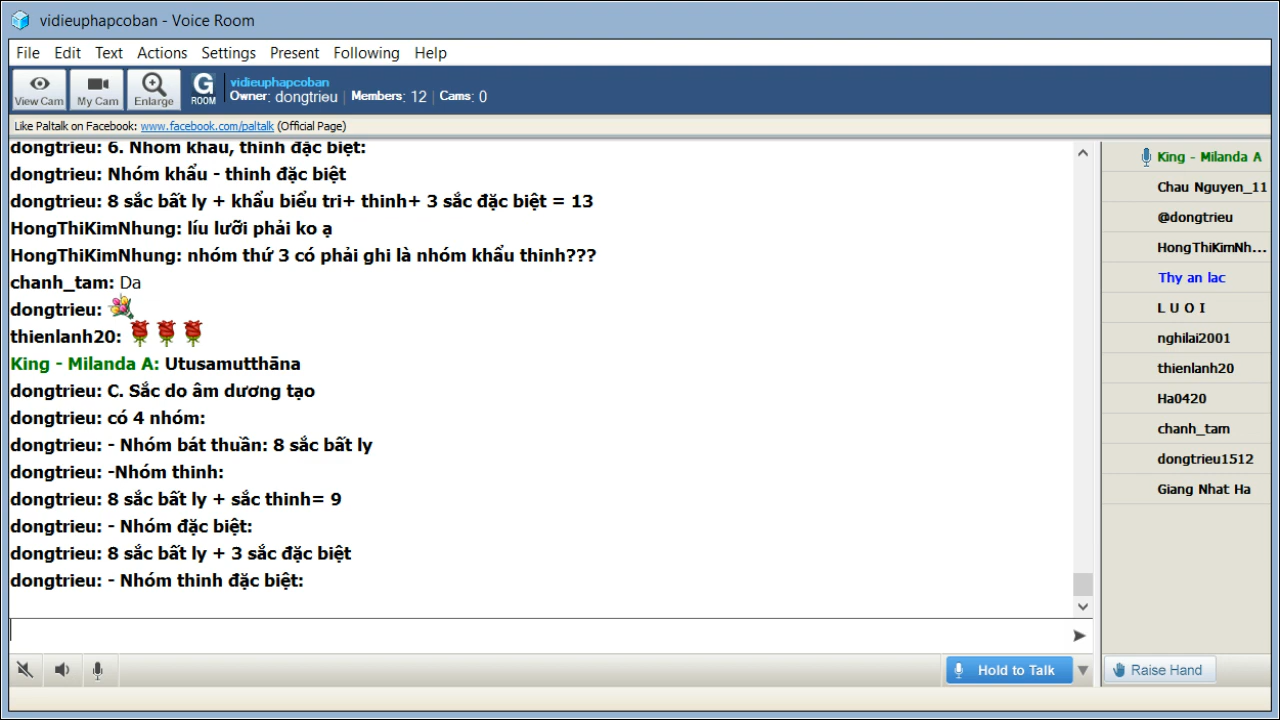 vidieuphapcoban - Voice Room
File Edit Text Actions Settings Present Following Help
View Cam
My Cam
Enlarge
G
ROOM
vidieuphapcoban
Owner: dongtrieu | Members: 12 | Cams: 0
Like Paltalk on Facebook: www.facebook.com/paltalk (Official Page)
dongtrieu: 6. Nhóm khẩu, thinh đặc biệt:
dongtrieu: Nhóm khẩu - thinh đặc biệt
dongtrieu: 8 sắc bất ly + khẩu biểu tri+ thinh+ 3 sắc đặc biệt = 13
HongThiKimNhung: líu lưỡi phải ko ạ
HongThiKimNhung: nhóm thứ 3 có phải ghi là nhóm khẩu thinh???
chanh_tam: Da
dongtrieu:
thienlanh20:
King - Milanda A: Utusamutthāna
dongtrieu: C. Sắc do âm dương tạo
dongtrieu: có 4 nhóm:
dongtrieu: - Nhóm bát thuần: 8 sắc bất ly
dongtrieu: -Nhóm thinh:
dongtrieu: 8 sắc bất ly + sắc thinh= 9
dongtrieu: - Nhóm đặc biệt:
dongtrieu: 8 sắc bất ly + 3 sắc đặc biệt
dongtrieu: - Nhóm thinh đặc biệt:
Hold to Talk
King - Milanda A
Chau Nguyen_11
@dongtrieu
HongThiKimNh...
Thy an lac
L U O I
nghilai2001
thienlanh20
Ha0420
chanh_tam
dongtrieu1512
Giang Nhat Ha
Raise Hand